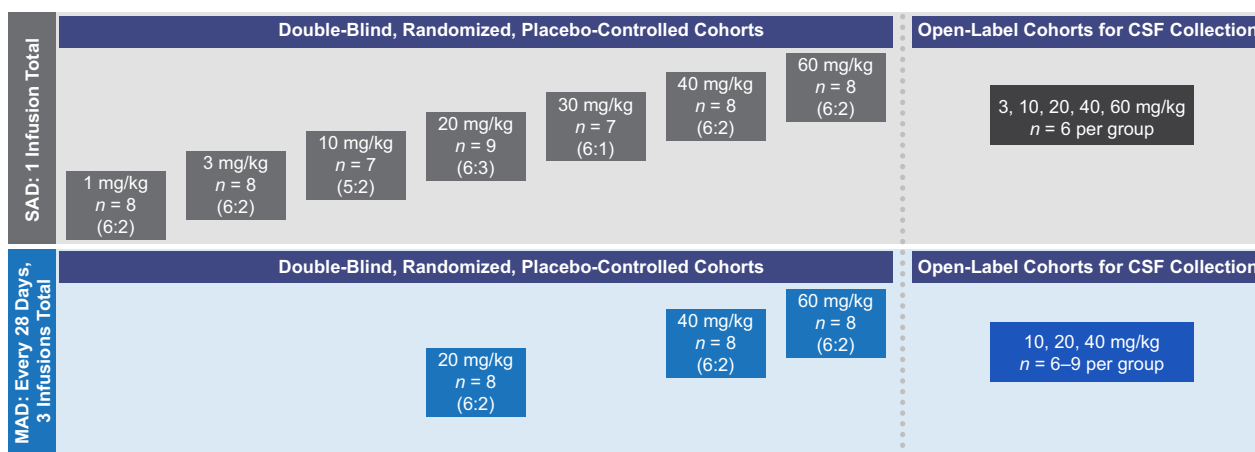 SAD: 1 Infusion Total
Double-Blind, Randomized, Placebo-Controlled Cohorts
Open-Label Cohorts for CSF Collection
1 mg/kg
n = 8
(6:2)
3 mg/kg
n = 8
(6:2)
10 mg/kg
n = 7
(5:2)
20 mg/kg
n = 9
(6:3)
30 mg/kg
n = 7
(6:1)
40 mg/kg
n = 8
(6:2)
60 mg/kg
n = 8
(6:2)
3, 10, 20, 40, 60 mg/kg
n = 6 per group
MAD: Every 28 Days,
3 Infusions Total
Double-Blind, Randomized, Placebo-Controlled Cohorts
Open-Label Cohorts for CSF Collection
20 mg/kg
n = 8
(6:2)
40 mg/kg
n = 8
(6:2)
60 mg/kg
n = 8
(6:2)
10, 20, 40 mg/kg
n = 6–9 per group